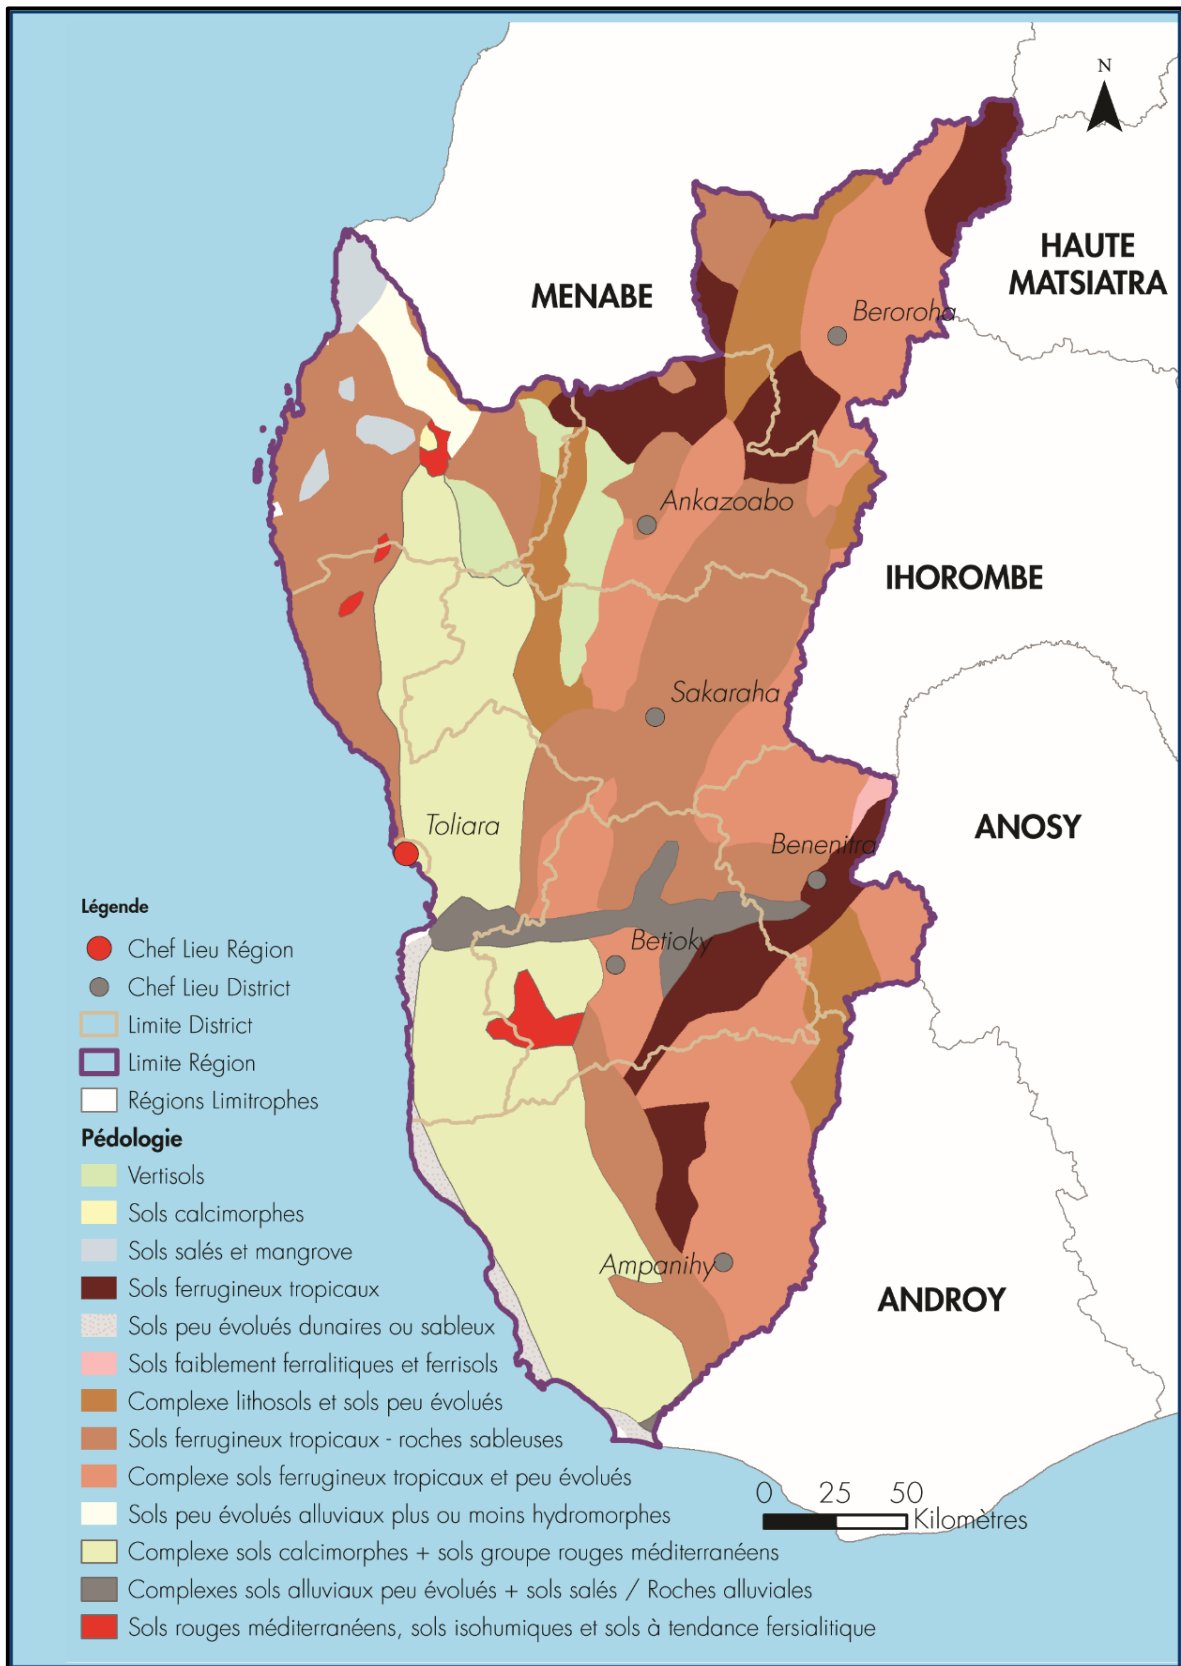 N
HAUTE
MATSIATRA
MENABE
Beroroha
Ankazoabo
IHOROMBE
Sakaraha
Toliara
ANOSY
Benenitra
Betioky
Ampanihy
ANDROY
Légende
Chef Lieu Région
Chef Lieu District
Limite District
Limite Région
Régions Limitrophes
Pédologie
Vertisols
Sols calcimorphes
Sols salés et mangrove
Sols ferrugineux tropicaux
Sols peu évolués dunaires ou sableux
Sols faiblement ferralitiques et ferrisols
Complexe lithosols et sols peu évolués
Sols ferrugineux tropicaux - roches sableuses
Complexe sols ferrugineux tropicaux et peu évolués
Sols peu évolués alluviaux plus ou moins hydromorphes
Complexe sols calcimorphes + sols groupe rouges méditerranéens
Complexes sols alluviaux peu évolués + sols salés / Roches alluviales
Sols rouges méditerranéens, sols isohumiques et sols à tendance fersialitique
0 25 50
Kilomètres